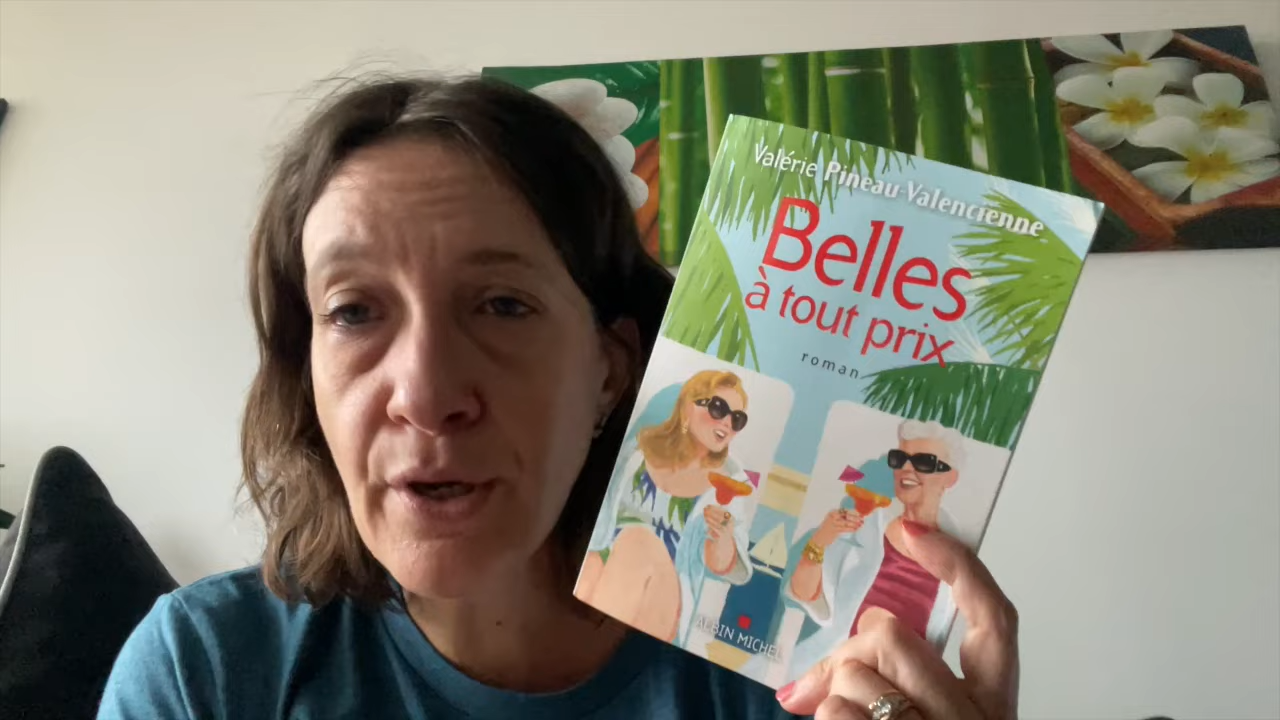 Valérie Pineau-Valencienne
Belles
à tout prix
roman
ALBIN MICHEL